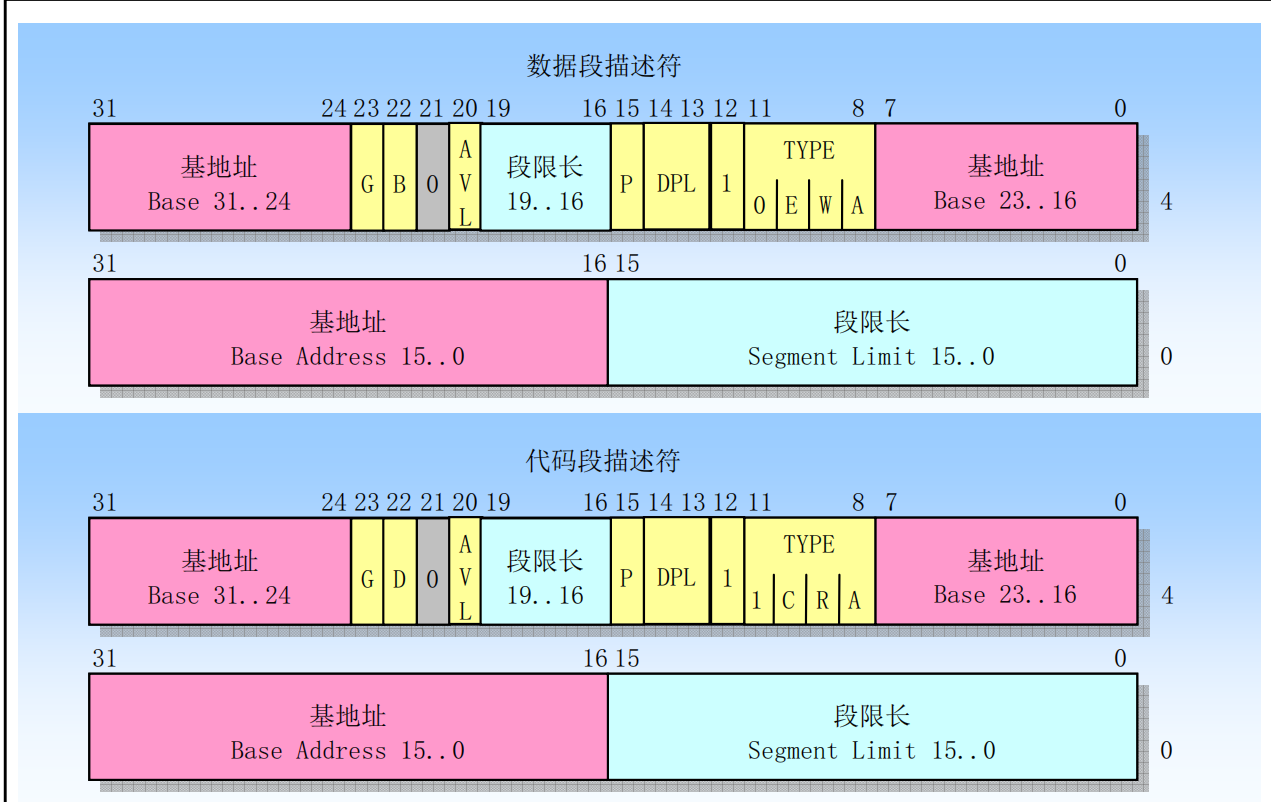 数据段描述符
31 24 23 22 21 20 19 16 15 14 13 12 11 8 7 0
基地址
Base 31..24
G
B
0
A
V
L
段限长
19..16
P
DPL
1
TYPE
0 E W A
基地址
Base 23..16
4
31 16 15 0
基地址
Base Address 15..0
段限长
Segment Limit 15..0
0
代码段描述符
31 24 23 22 21 20 19 16 15 14 13 12 11 8 7 0
基地址
Base 31..24
G
D
0
A
V
L
段限长
19..16
P
DPL
1
TYPE
1 C R A
基地址
Base 23..16
4
31 16 15 0
基地址
Base Address 15..0
段限长
Segment Limit 15..0
0